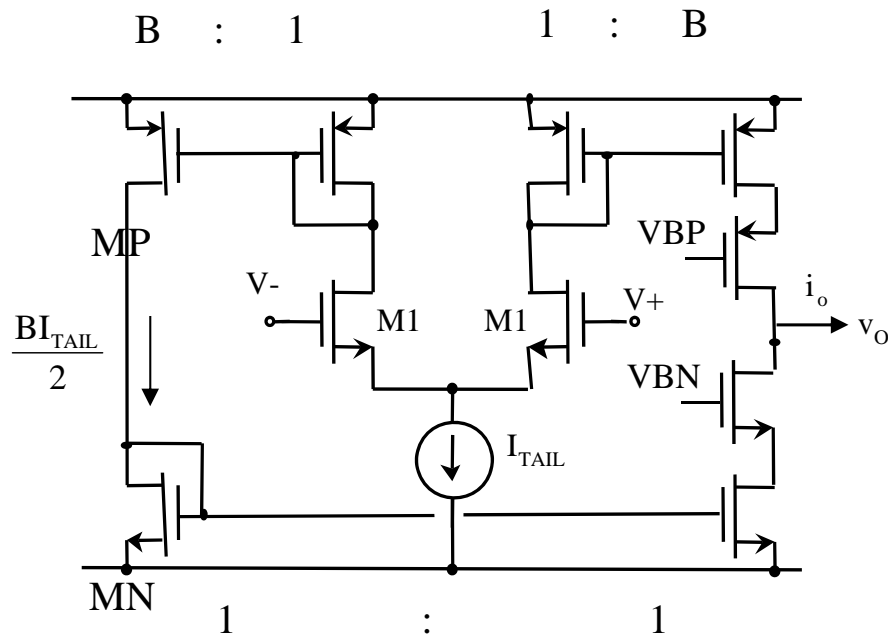 B : 1 1 : B
MP
VBP
V-
V+
i_o
M1 M1
v_O
BI_TAIL
2
VBN
I_TAIL
MN
1 : 1